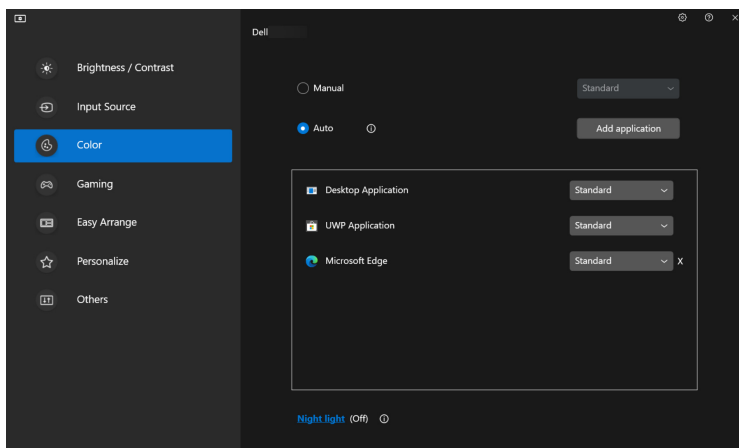 Dell
Brightness / Contrast
Input Source
Color
Gaming
Easy Arrange
Personalize
Others
Manual
Standard
Auto
Add application
Desktop Application
Standard
UWP Application
Standard
Microsoft Edge
Standard
X
Night light (Off)